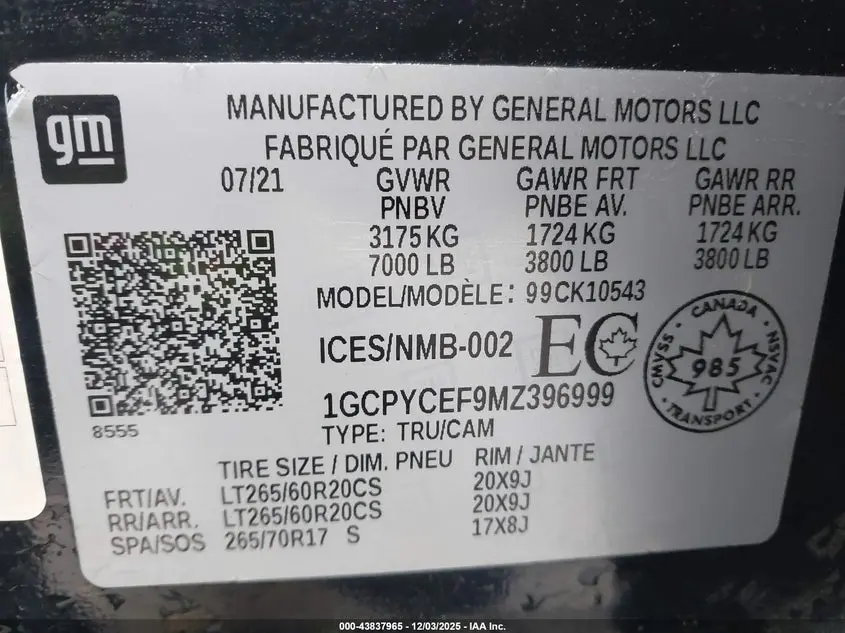 gm
MANUFACTURED BY GENERAL MOTORS LLC
FABRIQUÉ PAR GENERAL MOTORS LLC
07/21 GVWR GAWR FRT GAWR RR
PNBV PNBE AV. PNBE ARR.
3175 KG 1724 KG 1724 KG
7000 LB 3800 LB 3800 LB
MODEL/MODÈLE: 99CK10543
ICES/NMB-002 EC
CANADA
CMVSS 985 NSVAC
TRANSPORT
1GCPYCEF9MZ396999
8555
TYPE: TRU/CAM
TIRE SIZE / DIM. PNEU RIM / JANTE
FRT/AV. LT265/60R20CS 20X9J
RR/ARR. LT265/60R20CS 20X9J
SPA/SOS 265/70R17 S 17X8J
000-43837965 - 12/03/2025 - IAA Inc.